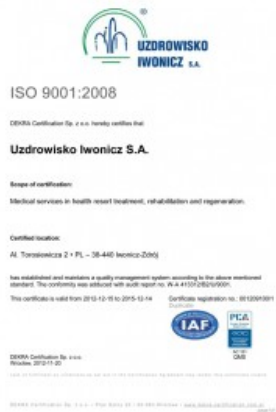 ®
UZDROWISKO
IWONICZ S.A.
ISO 9001:2008
DEKRA Certification Sp. z o.o. hereby certifies that
Uzdrowisko Iwonicz S.A.
Scope of certification:
Medical services in health resort treatment, rehabilitation and regeneration.
Certified location:
Al. Torosiewicza 2 • PL – 38-440 Iwonicz-Zdrój
has established and maintains a quality management system according to the above mentioned
standard. The conformity was adduced with audit report no.
This certificate is valid from 2012-12-15 to 2015-12-14
Certificate registration no.:
Duplicate
IAF
PCA
DEKRA Certification Sp. z o.o.
Wrocław, 2012-11-20